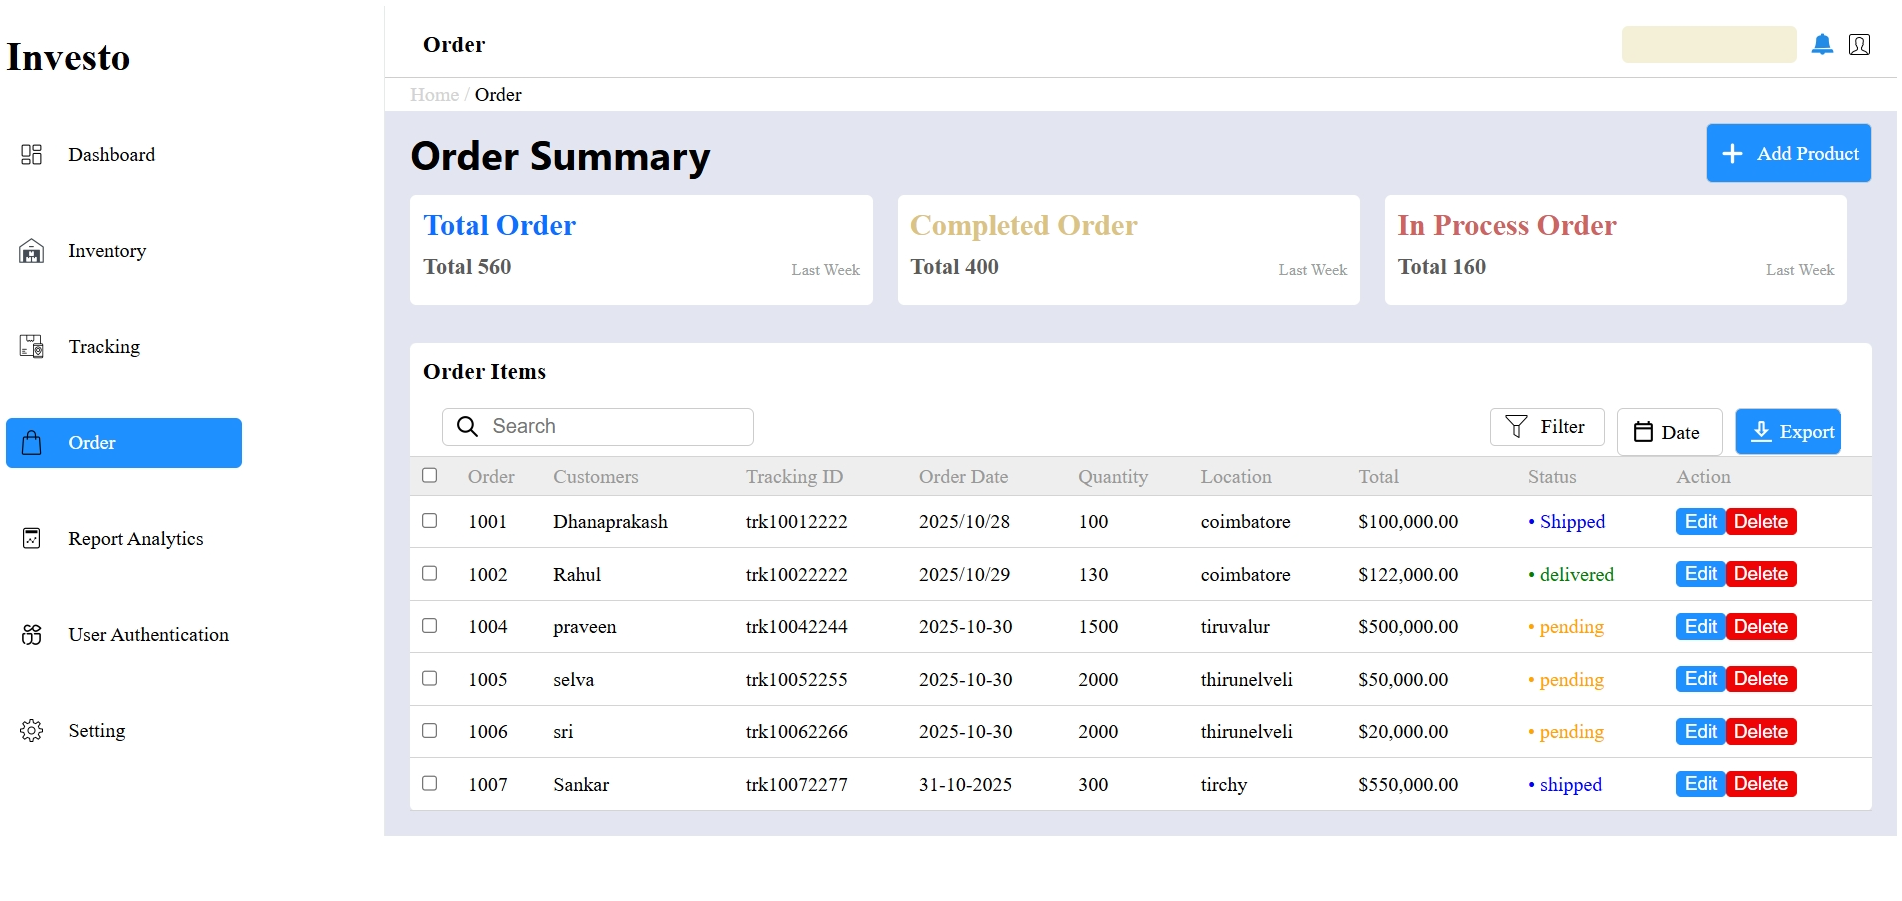 Investo
Dashboard
Inventory
Tracking
Order
Report Analytics
User Authentication
Setting
Order
Home / Order
Order Summary
Add Product
Total Order
Total 560
Last Week
Completed Order
Total 400
Last Week
In Process Order
Total 160
Last Week
Order Items
Search
Filter
Date
Export
Order Customers Tracking ID Order Date Quantity Location Total Status Action
1001 Dhanaprakash trk10012222 2025/10/28 100 coimbatore $100,000.00 • Shipped Edit Delete
1002 Rahul trk10022222 2025/10/29 130 coimbatore $122,000.00 • delivered Edit Delete
1004 praveen trk10042244 2025-10-30 1500 tiruvalur $500,000.00 • pending Edit Delete
1005 selva trk10052255 2025-10-30 2000 thirunelveli $50,000.00 • pending Edit Delete
1006 sri trk10062266 2025-10-30 2000 thirunelveli $20,000.00 • pending Edit Delete
1007 Sankar trk10072277 31-10-2025 300 tirchy $550,000.00 • shipped Edit Delete